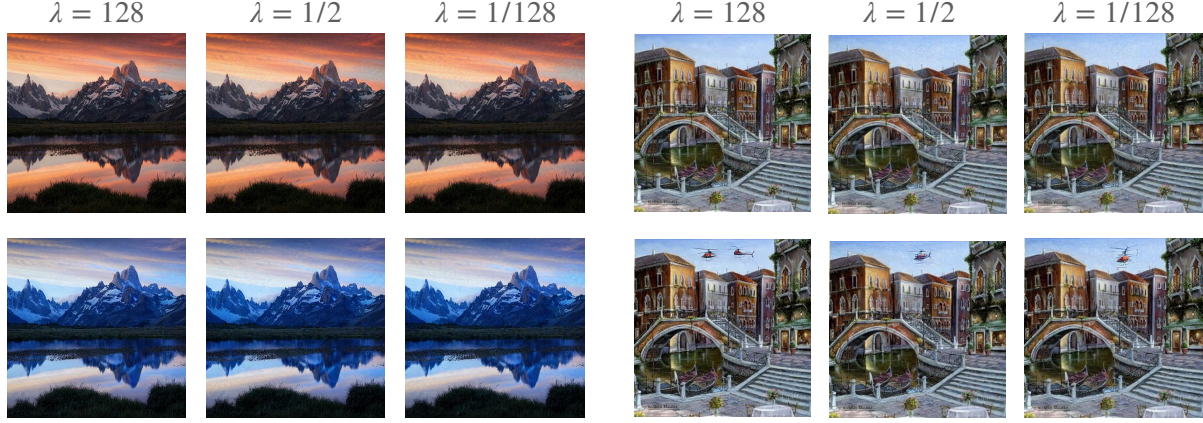 λ = 128 λ = 1/2 λ = 1/128 λ = 128 λ = 1/2 λ = 1/128